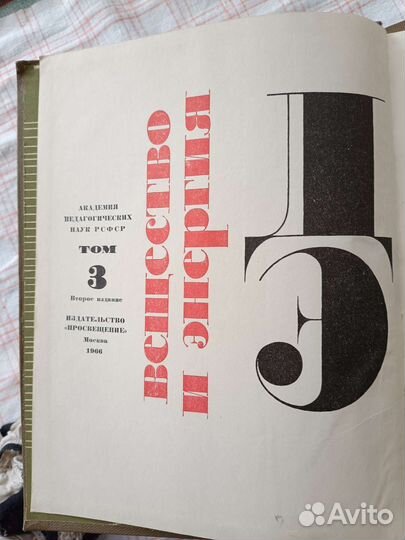 АКАДЕМИЯ
ПЕДАГОГИЧЕСКИХ
НАУК РСФСР
ТОМ
3
Второе издание
ИЗДАТЕЛЬСТВО
«ПРОСВЕЩЕНИЕ»
Москва
1966
ВЕЩЕСТВО
И ЭНЕРГИЯ
ДЭ
Avito